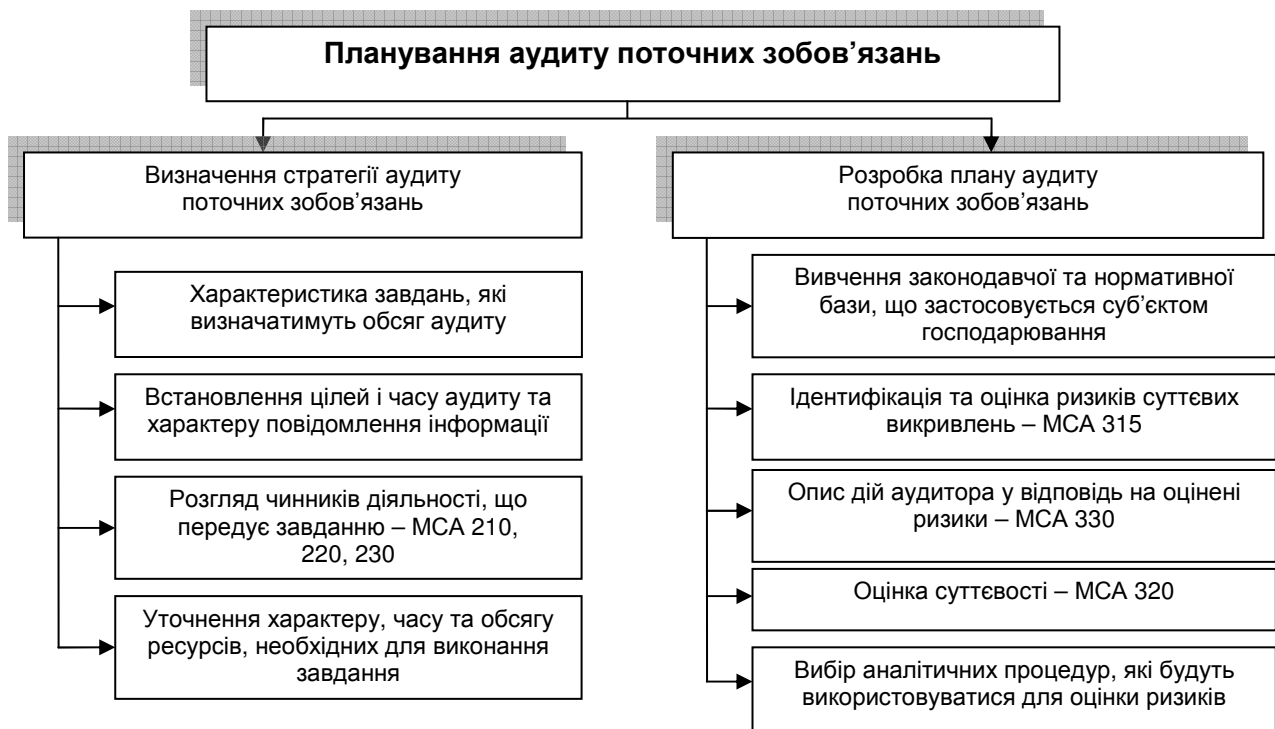 Планування аудиту поточних зобов’язань
Визначення стратегії аудиту
поточних зобов’язань
Характеристика завдань, які
визначатимуть обсяг аудиту
Встановлення цілей і часу аудиту та
характеру повідомлення інформації
Розгляд чинників діяльності, що
передує завданню – МСА 210,
220, 230
Уточнення характеру, часу та обсягу
ресурсів, необхідних для виконання
завдання
Розробка плану аудиту
поточних зобов’язань
Вивчення законодавчої та нормативної
бази, що застосовується суб’єктом
господарювання
Ідентифікація та оцінка ризиків суттєвих
викривлень – МСА 315
Опис дій аудитора у відповідь на оцінені
ризики – МСА 330
Оцінка суттєвості – МСА 320
Вибір аналітичних процедур, які будуть
використовуватися для оцінки ризиків